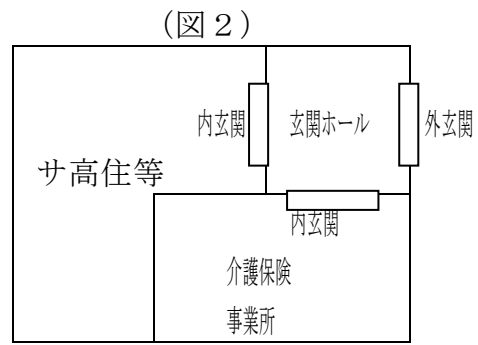 （図２）
内玄関
玄関ホール
外玄関
サ高住等
内玄関
介護保険
事業所